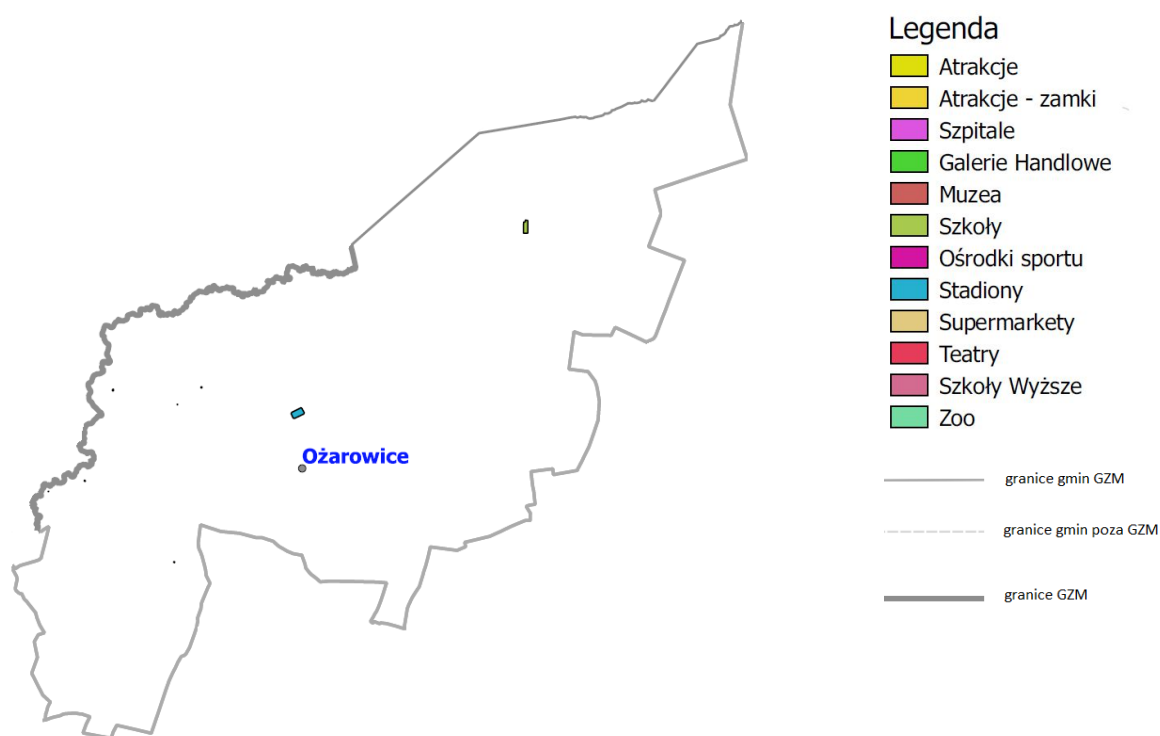 Legenda
Atrakcje
Atrakcje - zamki
Szpitale
Galerie Handlowe
Muzea
Szkoły
Ośrodki sportu
Stadiony
Supermarkety
Teatry
Szkoły Wyższe
Zoo
Ożarowice
granice gmin GZM
granice gmin poza GZM
granice GZM